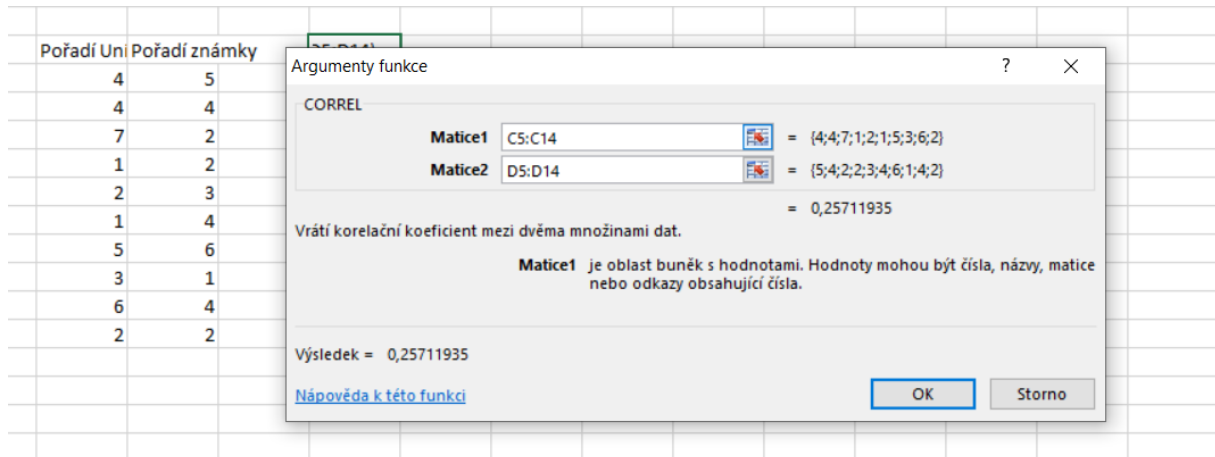 Pořadí Uni Pořadí známky
4 5
4 4
7 2
1 2
2 3
1 4
5 6
3 1
6 4
2 2
Argumenty funkce ? ×
CORREL
Matice1 C5:C14 = {4;4;7;1;2;1;5;3;6;2}
Matice2 D5:D14 = {5;4;2;2;3;4;6;1;4;2}
= 0,25711935
Vrátí korelační koeficient mezi dvěma množinami dat.
Matice1 je oblast buněk s hodnotami. Hodnoty mohou být čísla, názvy, matice
nebo odkazy obsahující čísla.
Výsledek = 0,25711935
Nápověda k této funkci OK Storno